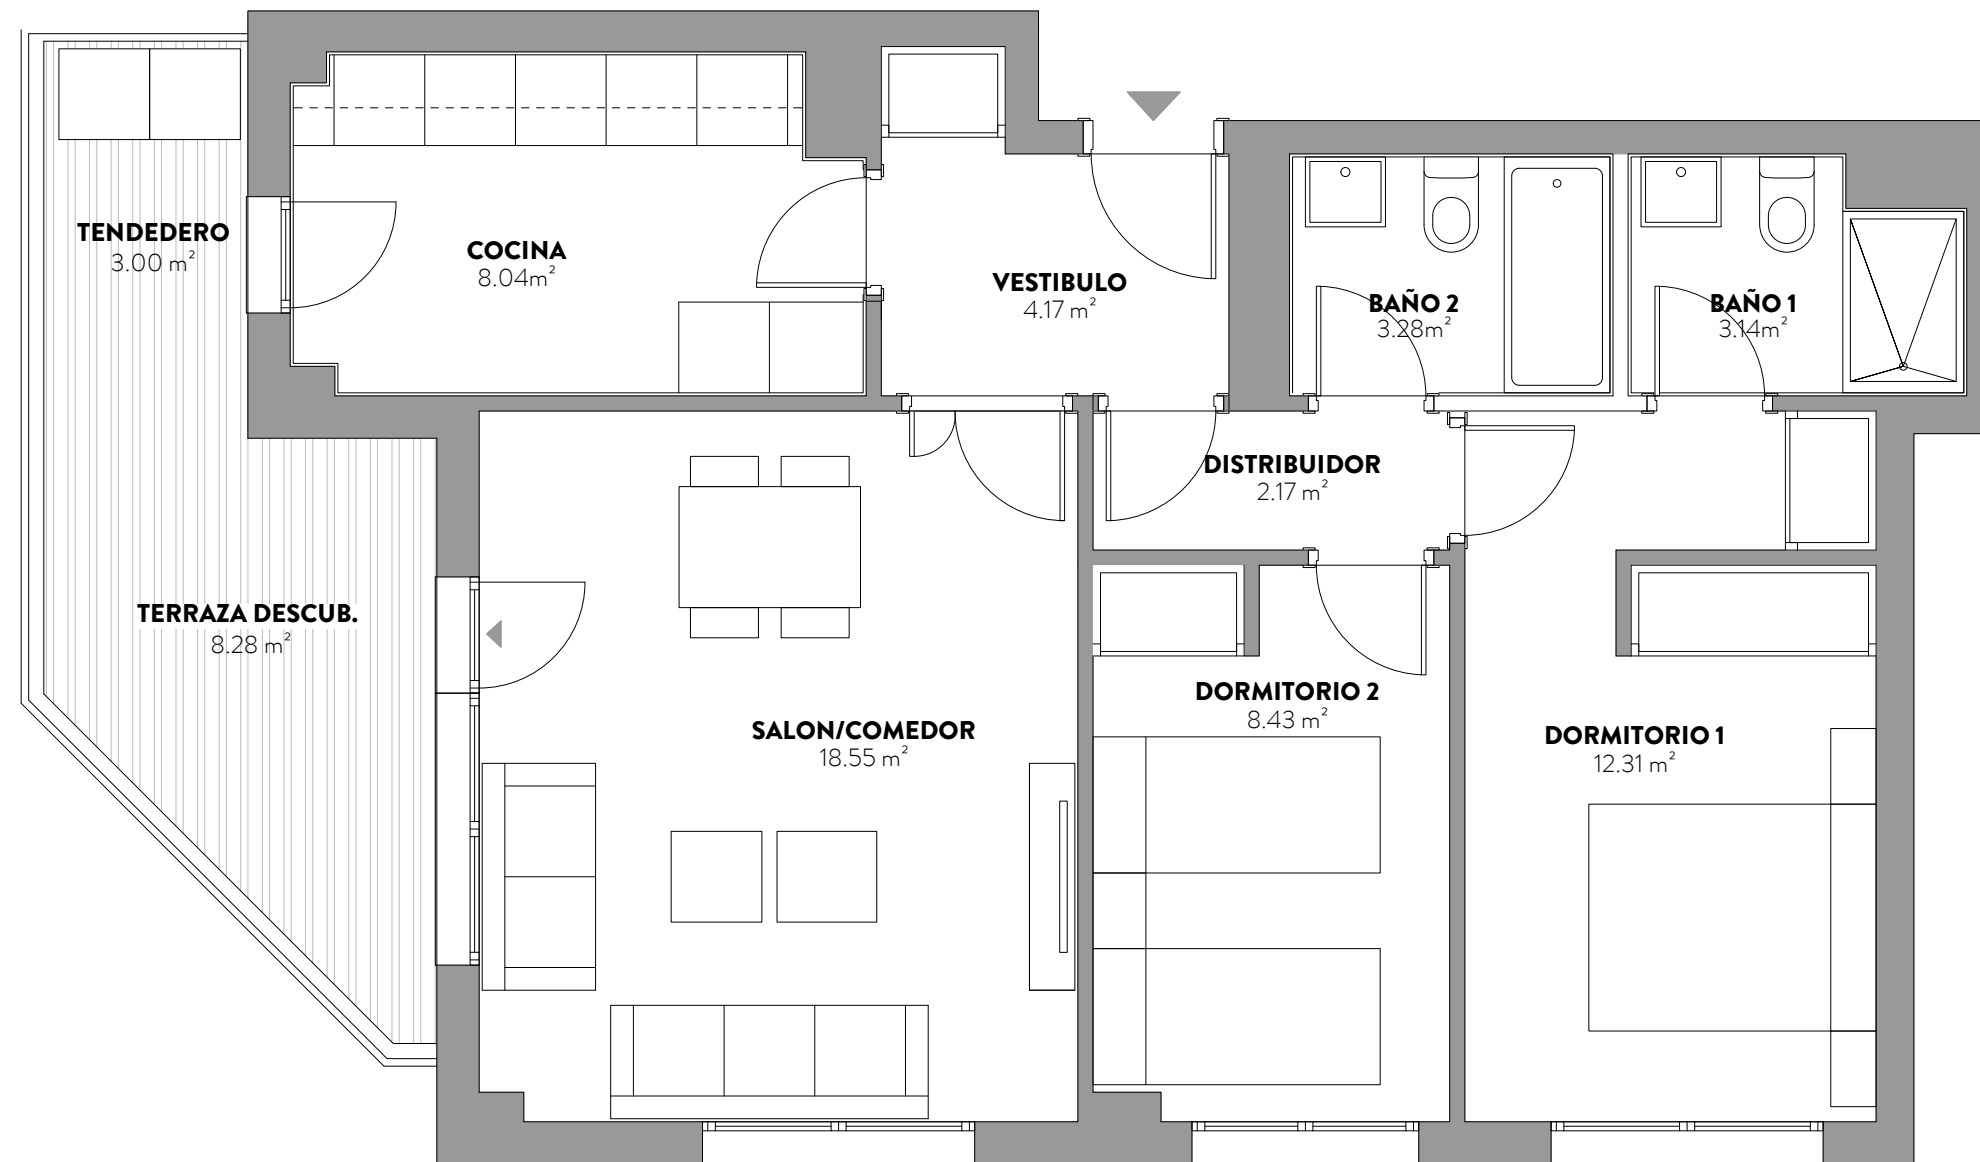 TENDEDERO
3.00 m²
COCINA
8.04m²
VESTIBULO
4.17 m²
BAÑO 2
3.28m²
BAÑO 1
3.14m²
DISTRIBUIDOR
2.17 m²
TERRAZA DESCUB.
8.28 m²
SALON/COMEDOR
18.55 m²
DORMITORIO 2
8.43 m²
DORMITORIO 1
12.31 m²